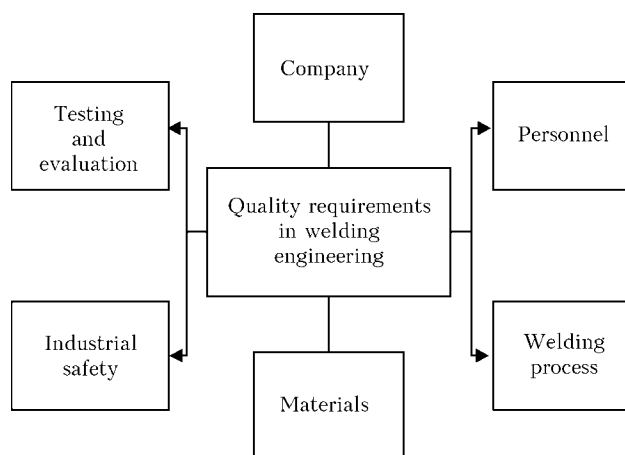 Company
Testing
and
evaluation
Personnel
Quality requirements
in welding
engineering
Industrial
safety
Welding
process
Materials